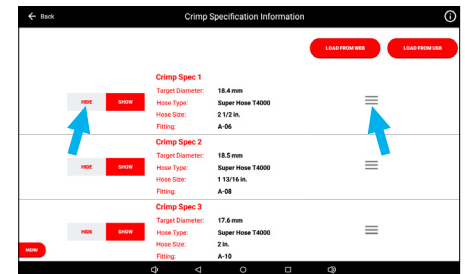 Back
Crimp Specification Information
LOAD FROM WEB
LOAD FROM USB
Crimp Spec 1
Target Diameter: 18.4 mm
HIDE SHOW
Hose Type: Super Hose T4000
Hose Size: 2 1/2 in.
Fitting: A-06
Crimp Spec 2
Target Diameter: 18.5 mm
HIDE SHOW
Hose Type: Super Hose T4000
Hose Size: 1 13/16 in.
Fitting: A-08
Crimp Spec 3
Target Diameter: 17.6 mm
HIDE SHOW
Hose Type: Super Hose T4000
Hose Size: 2 in.
MENU
Fitting: A-10